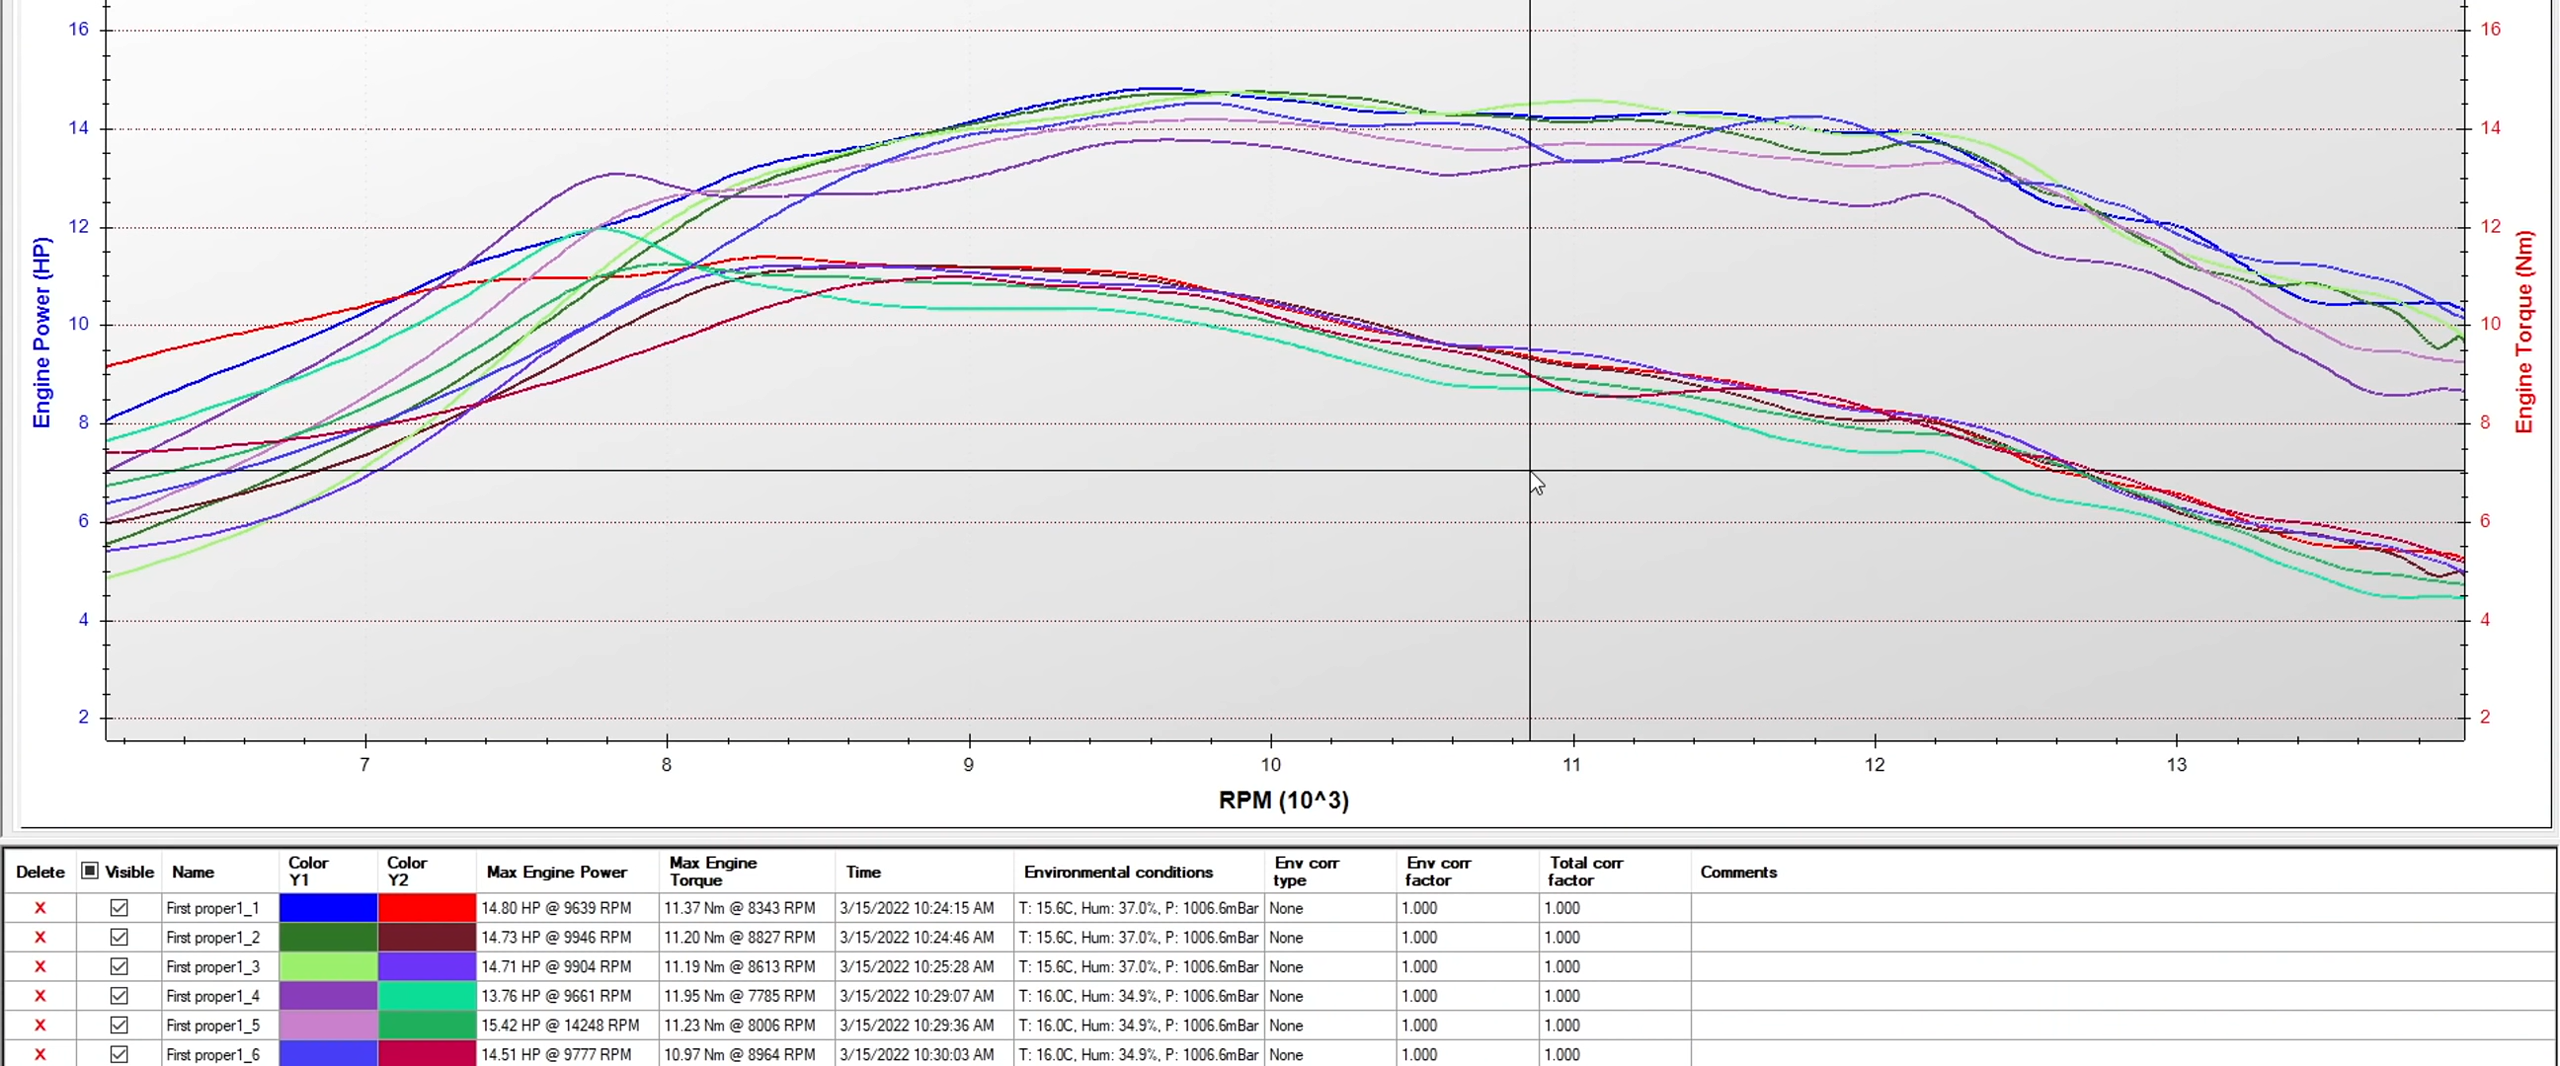 16 16
14 14
12 12
10 10
8 8
6 6
4 4
2 2
Engine Power (HP)
Engine Torque (Nm)
7 8 9 10 11 12 13
RPM (10^3)
Delete Visible Name Color Y1 Color Y2 Max Engine Power Max Engine Torque Time Environmental conditions Env corr type Env corr factor Total corr factor Comments
X First proper1_1 14.80 HP @ 9639 RPM 11.37 Nm @ 8343 RPM 3/15/2022 10:24:15 AM T: 15.6C, Hum: 37.0%, P: 1006.6mBar None 1.000 1.000
X First proper1_2 14.73 HP @ 9946 RPM 11.20 Nm @ 8827 RPM 3/15/2022 10:24:46 AM T: 15.6C, Hum: 37.0%, P: 1006.6mBar None 1.000 1.000
X First proper1_3 14.71 HP @ 9904 RPM 11.19 Nm @ 8613 RPM 3/15/2022 10:25:28 AM T: 15.6C, Hum: 37.0%, P: 1006.6mBar None 1.000 1.000
X First proper1_4 13.76 HP @ 9661 RPM 11.95 Nm @ 7785 RPM 3/15/2022 10:29:07 AM T: 16.0C, Hum: 34.9%, P: 1006.6mBar None 1.000 1.000
X First proper1_5 15.42 HP @ 14248 RPM 11.23 Nm @ 8006 RPM 3/15/2022 10:29:36 AM T: 16.0C, Hum: 34.9%, P: 1006.6mBar None 1.000 1.000
X First proper1_6 14.51 HP @ 9777 RPM 10.97 Nm @ 8964 RPM 3/15/2022 10:30:03 AM T: 16.0C, Hum: 34.9%, P: 1006.6mBar None 1.000 1.000